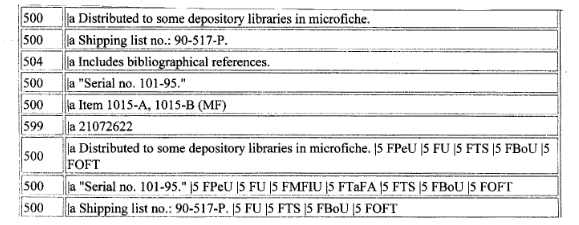 500 |a Distributed to some depository libraries in microfiche.
500 |a Shipping list no.: 90-517-P.
504 |a Includes bibliographical references.
500 |a "Serial no. 101-95."
500 |a Item 1015-A, 1015-B (MF)
599 |a 21072622
500 |a Distributed to some depository libraries in microfiche. |5 FPeU |5 FU |5 FTS |5 FBoU |5
FOFT
500 |a "Serial no. 101-95." |5 FPeU |5 FU |5 FMFIU |5 FTaFA |5 FTS |5 FBoU |5 FOFT
500 |a Shipping list no.: 90-517-P. |5 FU |5 FTS |5 FBoU |5 FOFT